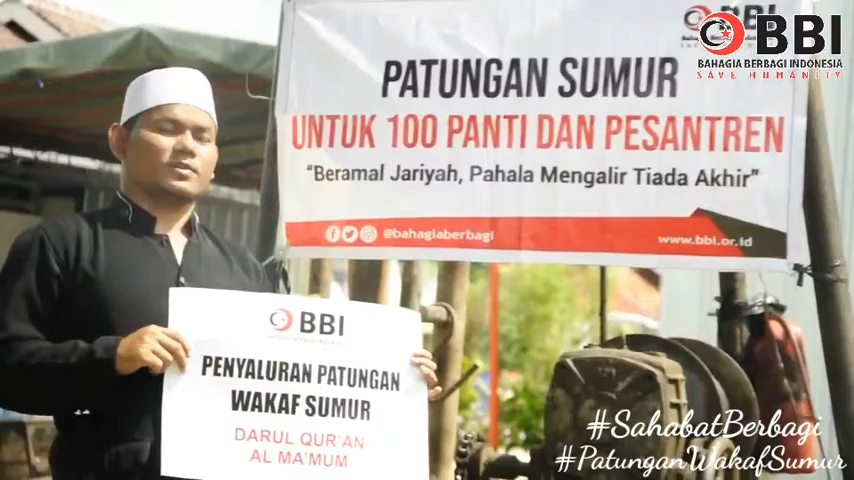 BBI
BAHAGIA BERBAGI INDONESIA
SAVE HUMANITY
PATUNGAN SUMUR
UNTUK 100 PANTI DAN PESANTREN
"Beramal Jariyah, Pahala Mengalir Tiada Akhir"
@bahagiaberbagi
www.bbi.or.id
BBI
PENYALURAN PATUNGAN
WAKAF SUMUR
DARUL QUR'AN
AL MA'MUM
#SahabatBerbagi
#PatunganWakafSumur